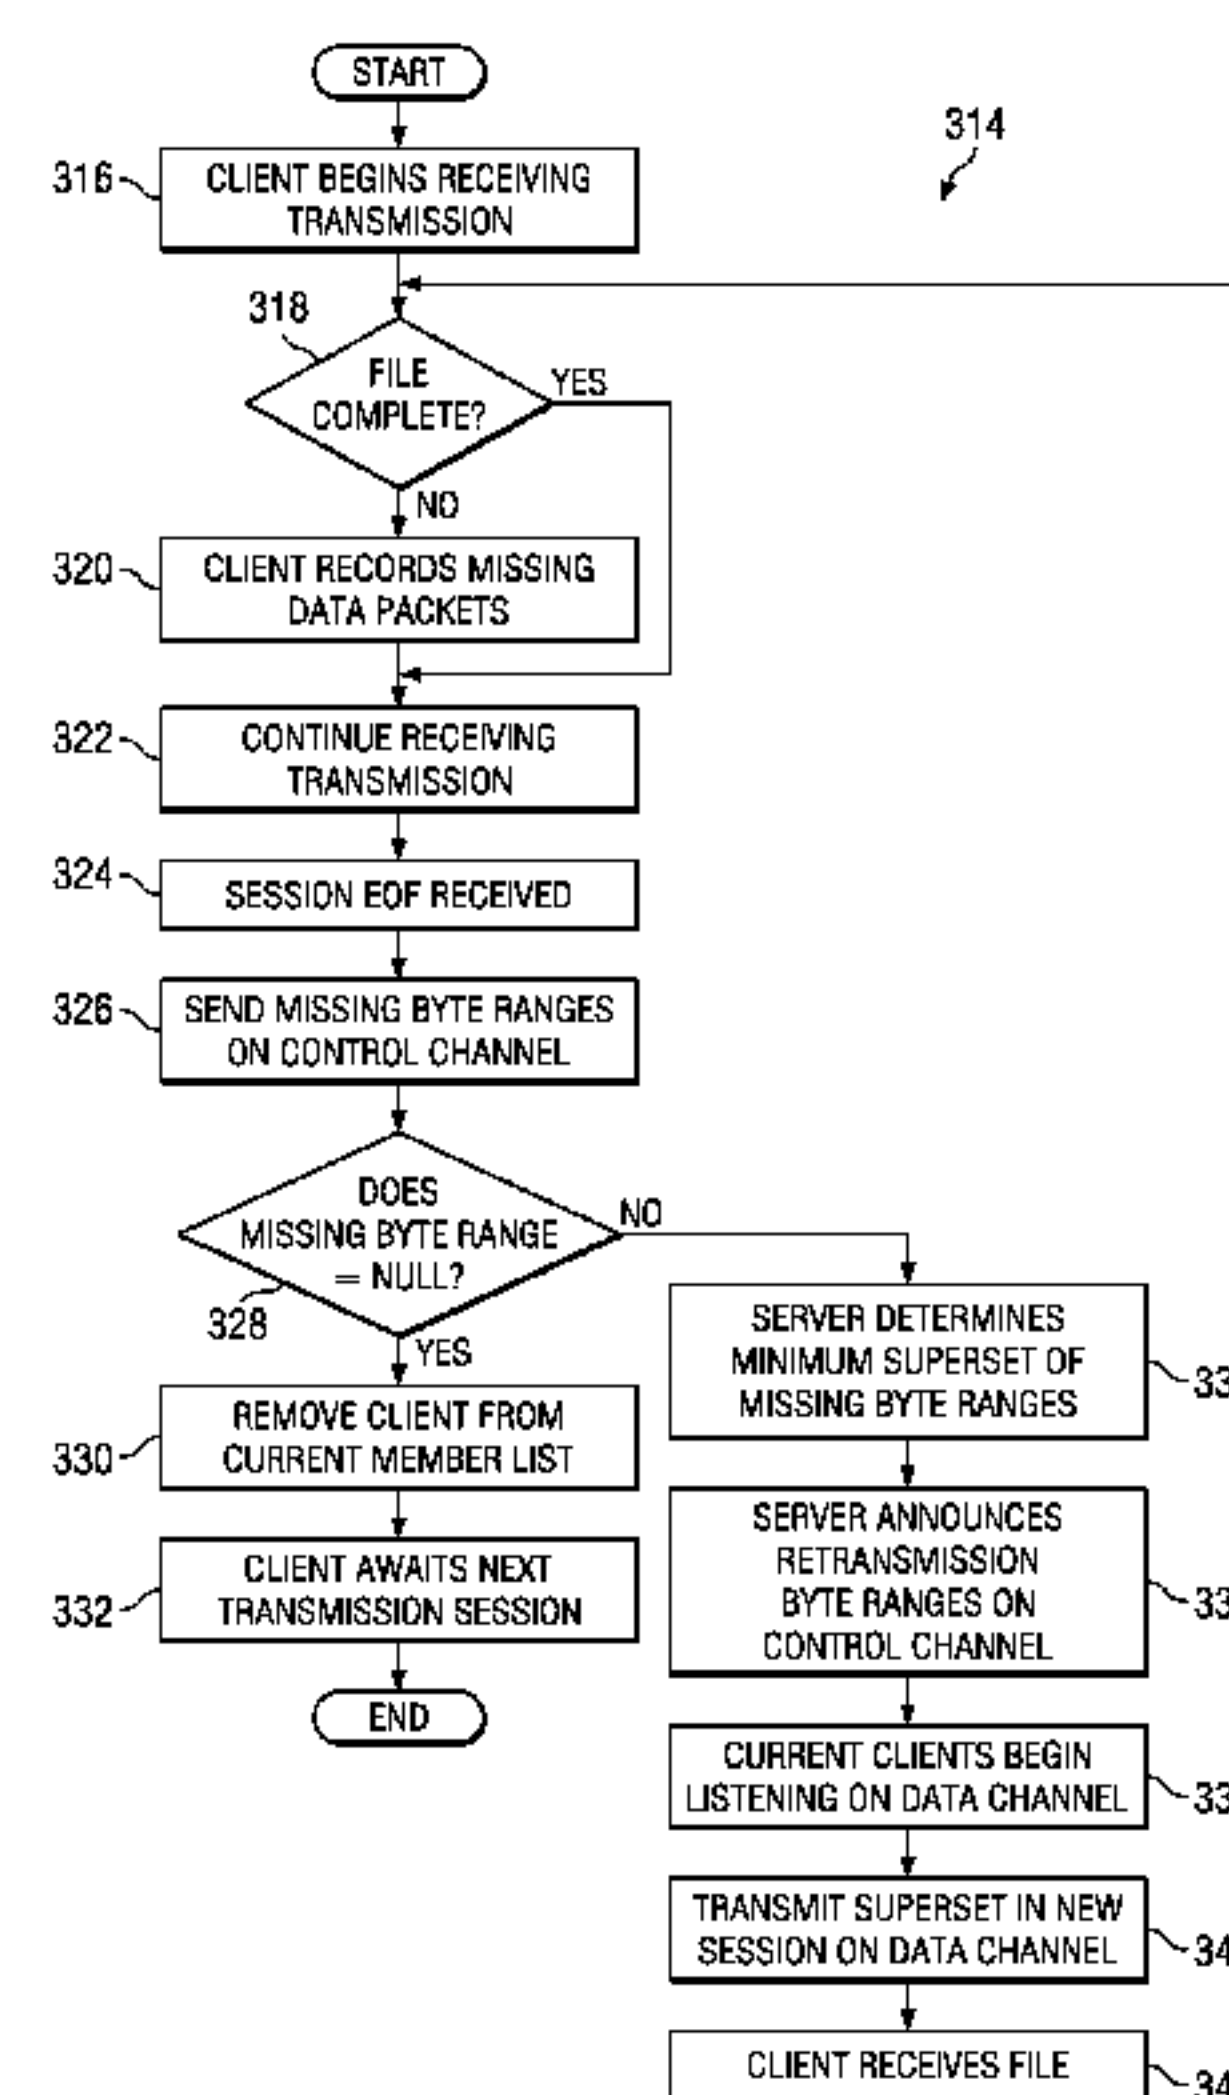 START
314
316
CLIENT BEGINS RECEIVING
TRANSMISSION
318
FILE
COMPLETE?
YES
NO
320
CLIENT RECORDS MISSING
DATA PACKETS
322
CONTINUE RECEIVING
TRANSMISSION
324
SESSION EOF RECEIVED
326
SEND MISSING BYTE RANGES
ON CONTROL CHANNEL
DOES
MISSING BYTE RANGE
= NULL?
328
NO
YES
330
REMOVE CLIENT FROM
CURRENT MEMBER LIST
332
CLIENT AWAITS NEXT
TRANSMISSION SESSION
END
SERVER DETERMINES
MINIMUM SUPERSET OF
MISSING BYTE RANGES
SERVER ANNOUNCES
RETRANSMISSION
BYTE RANGES ON
CONTROL CHANNEL
CURRENT CLIENTS BEGIN
LISTENING ON DATA CHANNEL
TRANSMIT SUPERSET IN NEW
SESSION ON DATA CHANNEL
CLIENT RECEIVES FILE